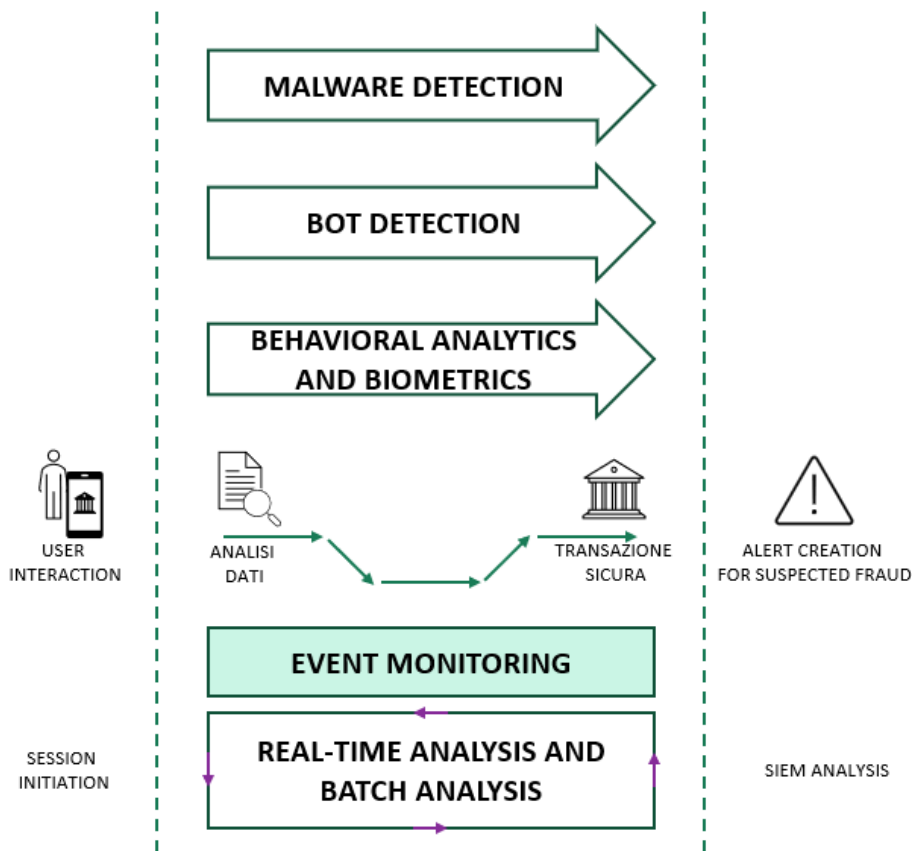 MALWARE DETECTION
BOT DETECTION
BEHAVIORAL ANALYTICS
AND BIOMETRICS
USER
INTERACTION
ANALISI
DATI
TRANSAZIONE
SICURA
ALERT CREATION
FOR SUSPECTED FRAUD
EVENT MONITORING
SESSION
INITIATION
REAL-TIME ANALYSIS AND
BATCH ANALYSIS
SIEM ANALYSIS